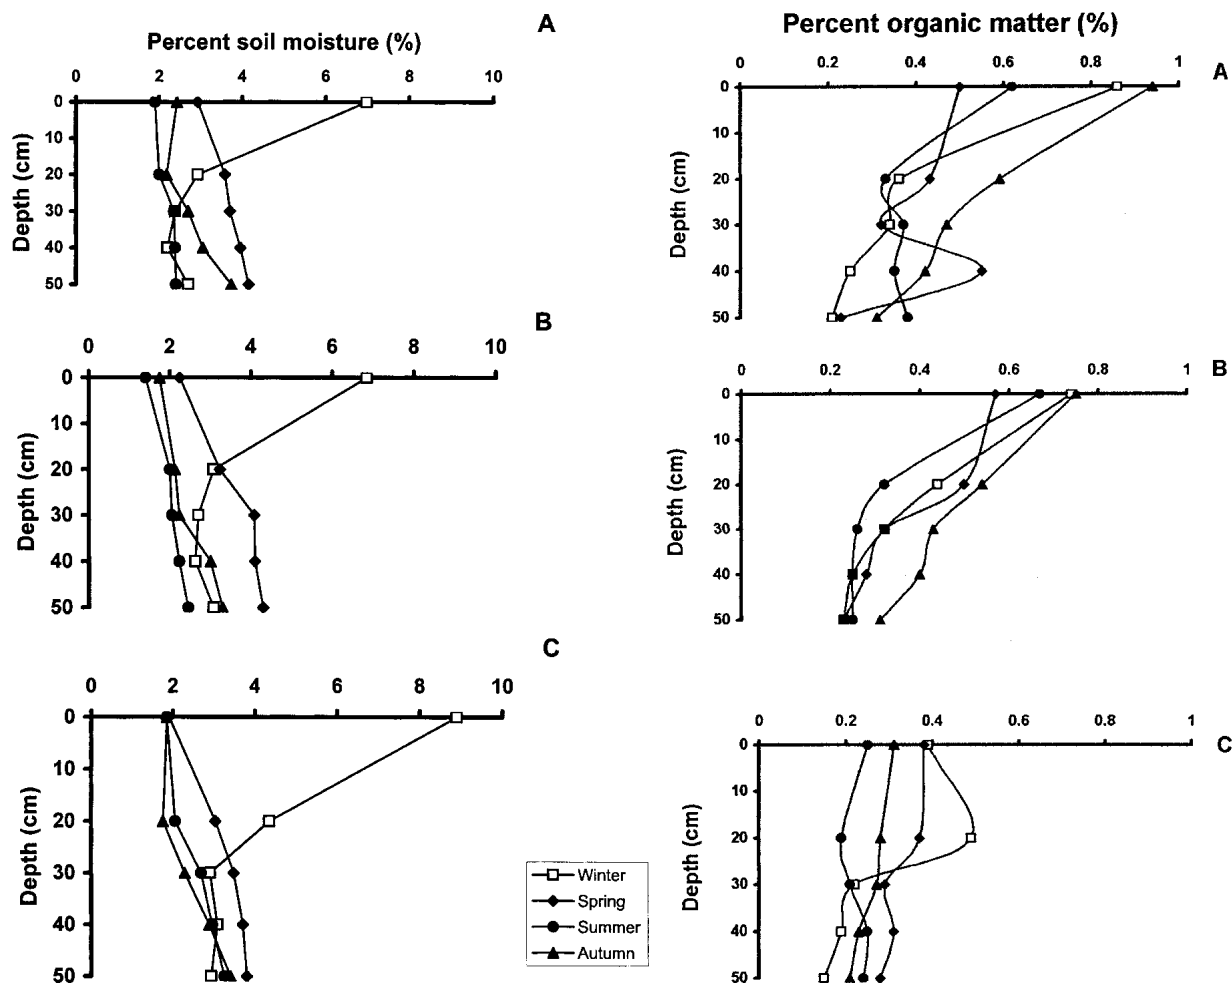 A
Percent soil moisture (%)
0 2 4 6 8 10
0
10
20
30
40
50
Depth (cm)
B
0 2 4 6 8 10
0
10
20
30
40
50
Depth (cm)
C
0 2 4 6 8 10
0
10
20
30
40
50
Depth (cm)
Winter
Spring
Summer
Autumn
Percent organic matter (%)
A
0 0.2 0.4 0.6 0.8 1
0
10
20
30
40
50
Depth (cm)
B
0 0.2 0.4 0.6 0.8 1
0
10
20
30
40
50
Depth (cm)
C
0 0.2 0.4 0.6 0.8 1
0
10
20
30
40
50
Depth (cm)